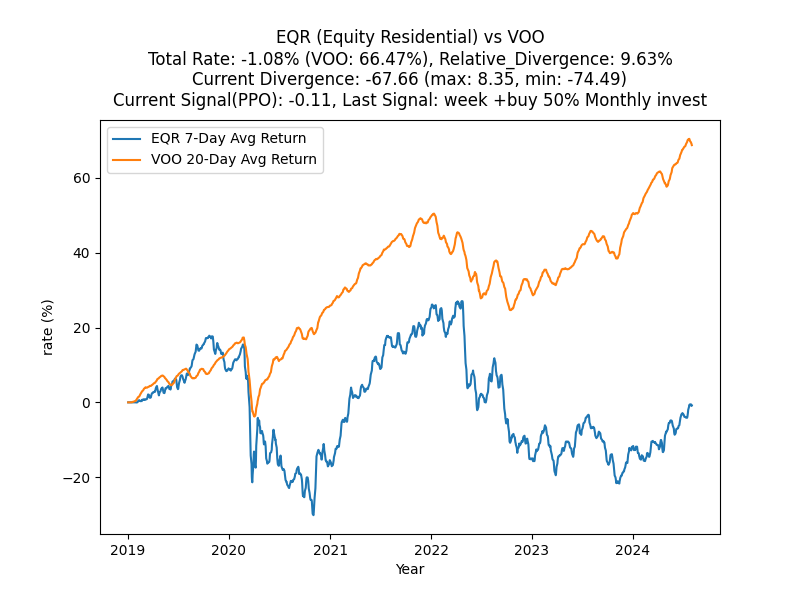 EQR (Equity Residential) vs VOO
Total Rate: -1.08% (VOO: 66.47%), Relative_Divergence: 9.63%
Current Divergence: -67.66 (max: 8.35, min: -74.49)
Current Signal(PPO): -0.11, Last Signal: week +buy 50% Monthly invest
EQR 7-Day Avg Return
VOO 20-Day Avg Return
rate (%)
60
40
20
0
−20
2019 2020 2021 2022 2023 2024
Year